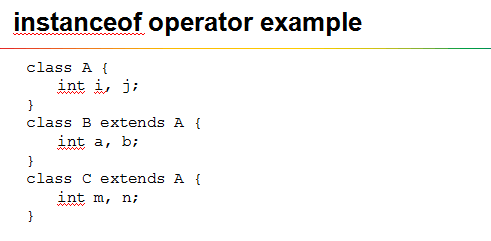 instanceof operator example
class A {
int i, j;
}
class B extends A {
int a, b;
}
class C extends A {
int m, n;
}